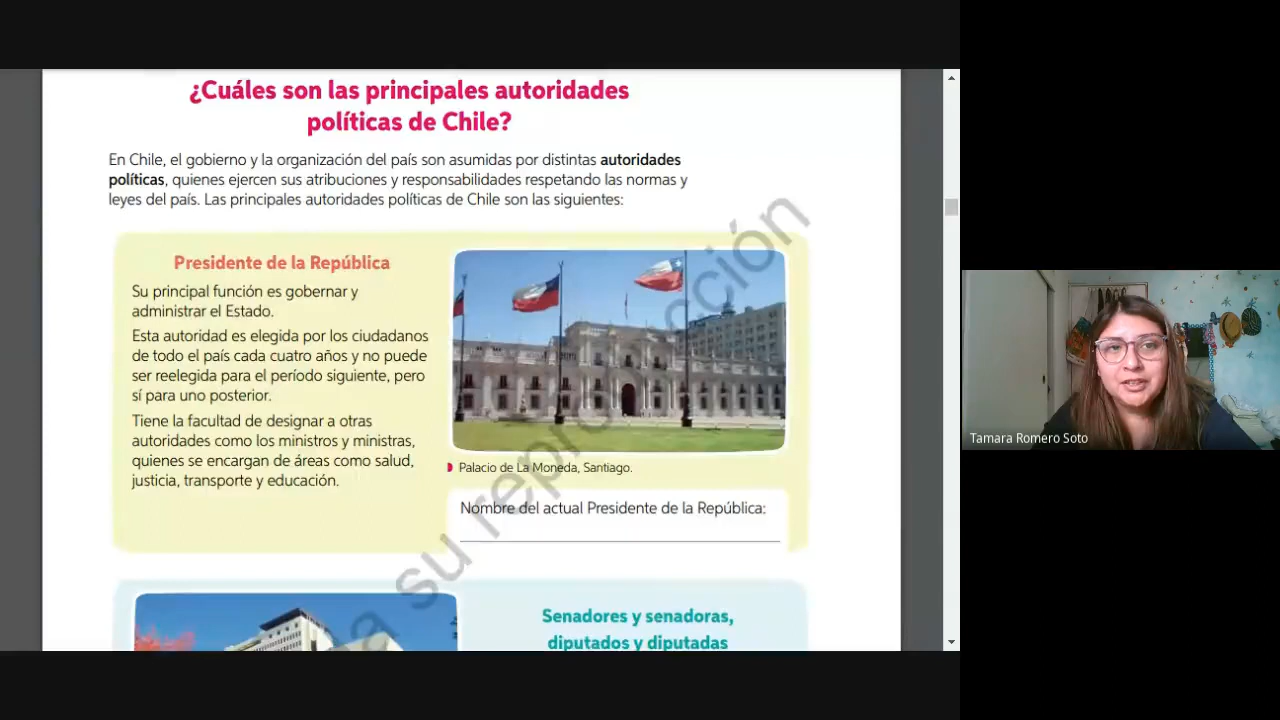 ¿Cuáles son las principales autoridades
políticas de Chile?
En Chile, el gobierno y la organización del país son asumidas por distintas autoridades
políticas, quienes ejercen sus atribuciones y responsabilidades respetando las normas y
leyes del país. Las principales autoridades políticas de Chile son las siguientes:
Presidente de la República
Su principal función es gobernar y
administrar el Estado.
Esta autoridad es elegida por los ciudadanos
de todo el país cada cuatro años y no puede
ser reelegida para el período siguiente, pero
sí para uno posterior.
Tiene la facultad de designar a otras
autoridades como los ministros y ministras,
quienes se encargan de áreas como salud,
justicia, transporte y educación.
Palacio de La Moneda, Santiago.
Nombre del actual Presidente de la República:
Senadores y senadoras,
diputados y diputadas
su
Tamara Romero Soto